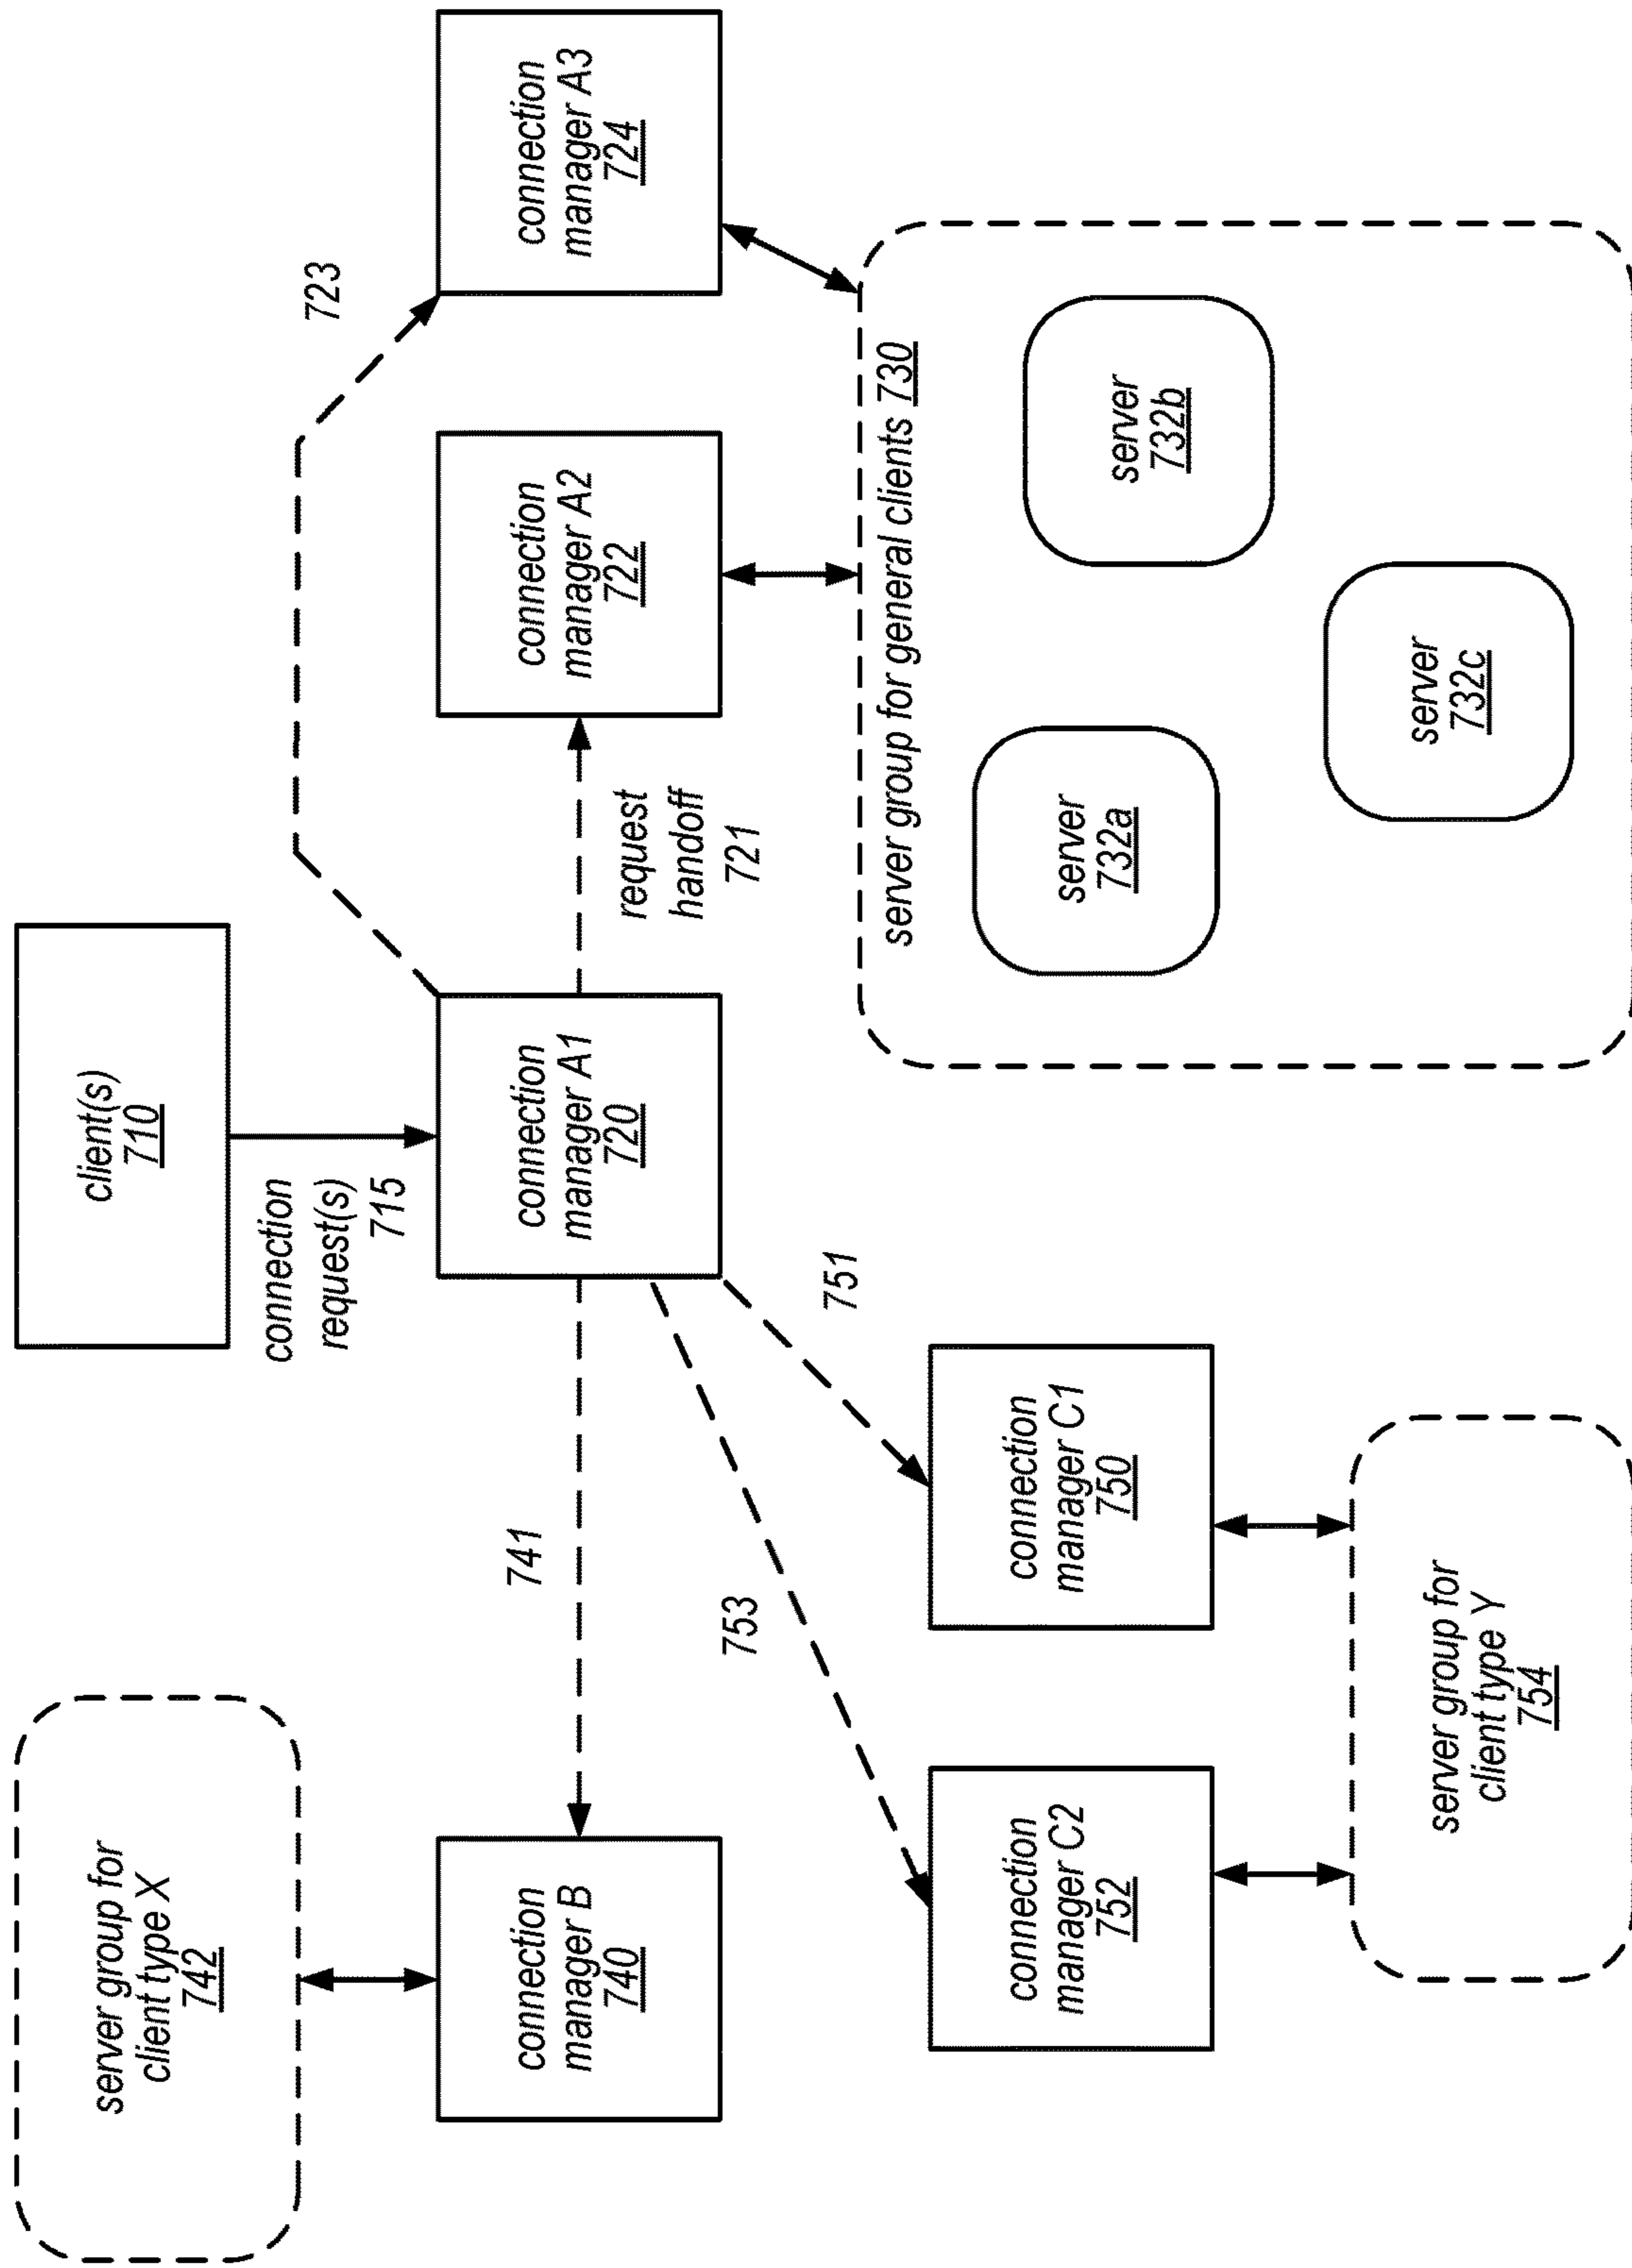 server group for
client type X
742
client(s)
710
connection
request(s)
715
723
connection
manager B
740
741
connection
manager A1
720
request
handoff
721
connection
manager A2
722
connection
manager A3
724
753
751
connection
manager C2
752
connection
manager C1
750
server group for general clients 730
server
732a
server
732b
server
732c
server group for
client type Y
754